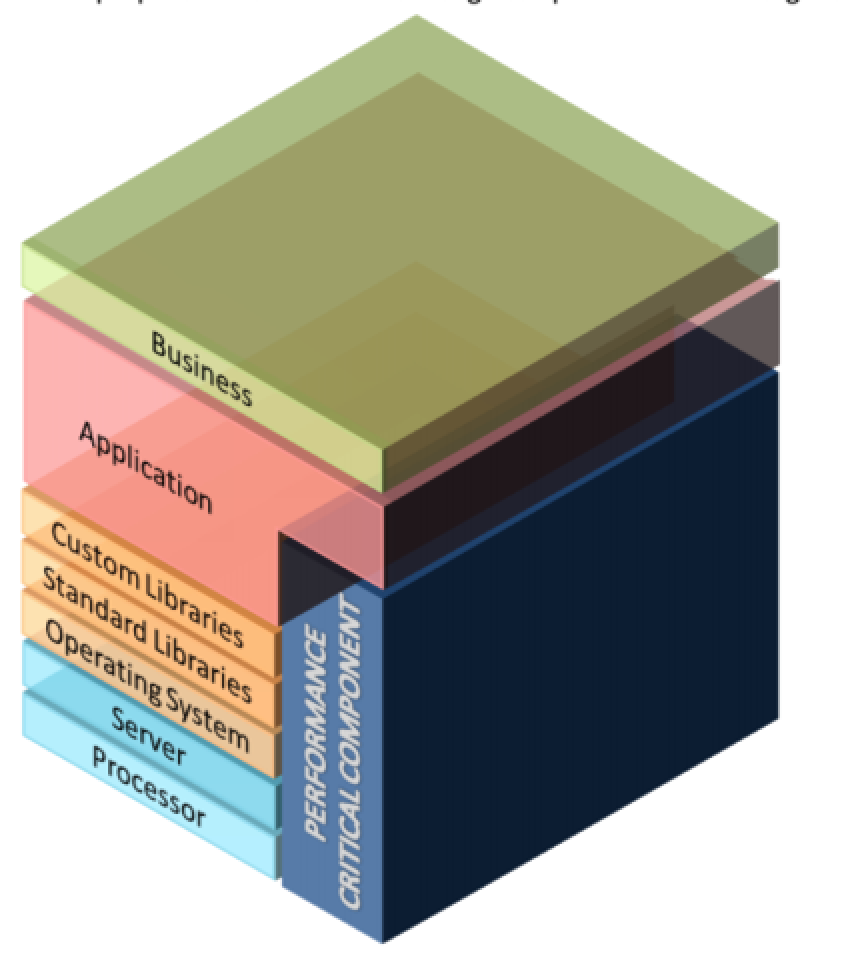 Business
Application
Custom Libraries
Standard Libraries
Operating System
Server
Processor
PERFORMANCE
CRITICAL COMPONENT